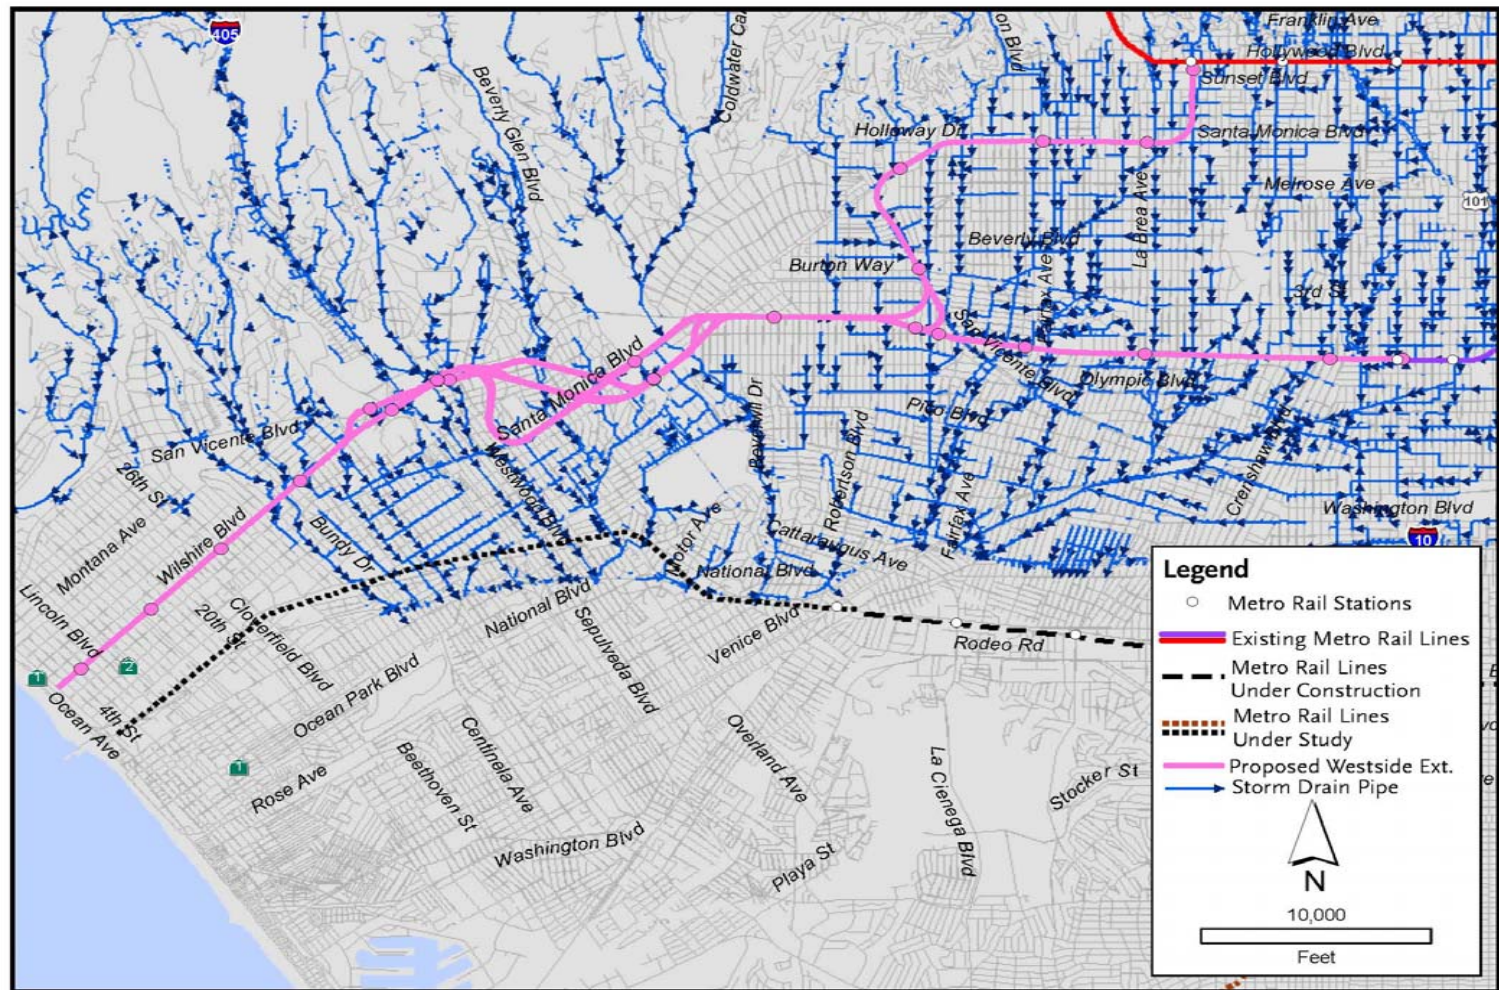 405
Franklin Ave
Hollywood Blvd
Sunset Blvd
Coldwater Ca
on Blvd
Beverly Glen Blvd
Holloway Dr
Santa Monica Blvd
Melrose Ave
101
La Brea Ave
Beverly Blvd
Burton Way
Fairfax Ave
3rd St
San Vicente Blvd
Olympic Blvd
Santa Monica Blvd
Pico Blvd
Beverwil Dr
Robertson Blvd
Crenshaw Blvd
San Vicente Blvd
26th St
Westwood Blvd
Fairfax Ave
Washington Blvd
Montana Ave
Wilshire Blvd
Bundy Dr
Motor Ave
Cattaraugus Ave
10
National Blvd
Lincoln Blvd
20th St
Cloverfield Blvd
National Blvd
Sepulveda Blvd
Venice Blvd
Rodeo Rd
1
2
Ocean Ave
4th St
Ocean Park Blvd
1
Rose Ave
Centinela Ave
Beethoven St
Overland Ave
La Cienega Blvd
Stocker St
Washington Blvd
Playa St
Legend
Metro Rail Stations
Existing Metro Rail Lines
Metro Rail Lines
Under Construction
Metro Rail Lines
Under Study
Proposed Westside Ext.
Storm Drain Pipe
N
10,000
Feet